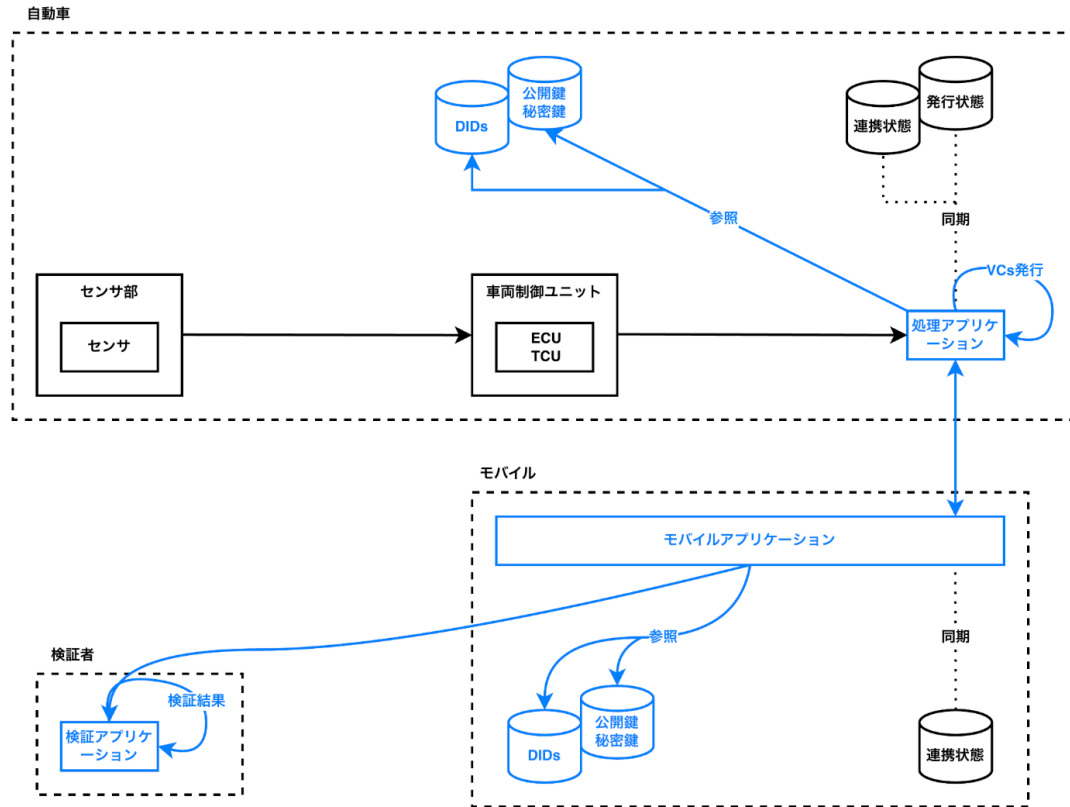 自動車
公開鍵
秘密鍵
DIDs
発行状態
連携状態
参照
同期
VCs発行
センサ部
センサ
車両制御ユニット
ECU
TCU
処理アプリケ
ーション
モバイル
モバイルアプリケーション
参照
同期
検証者
検証結果
検証アプリケ
ーション
公開鍵
秘密鍵
DIDs
連携状態